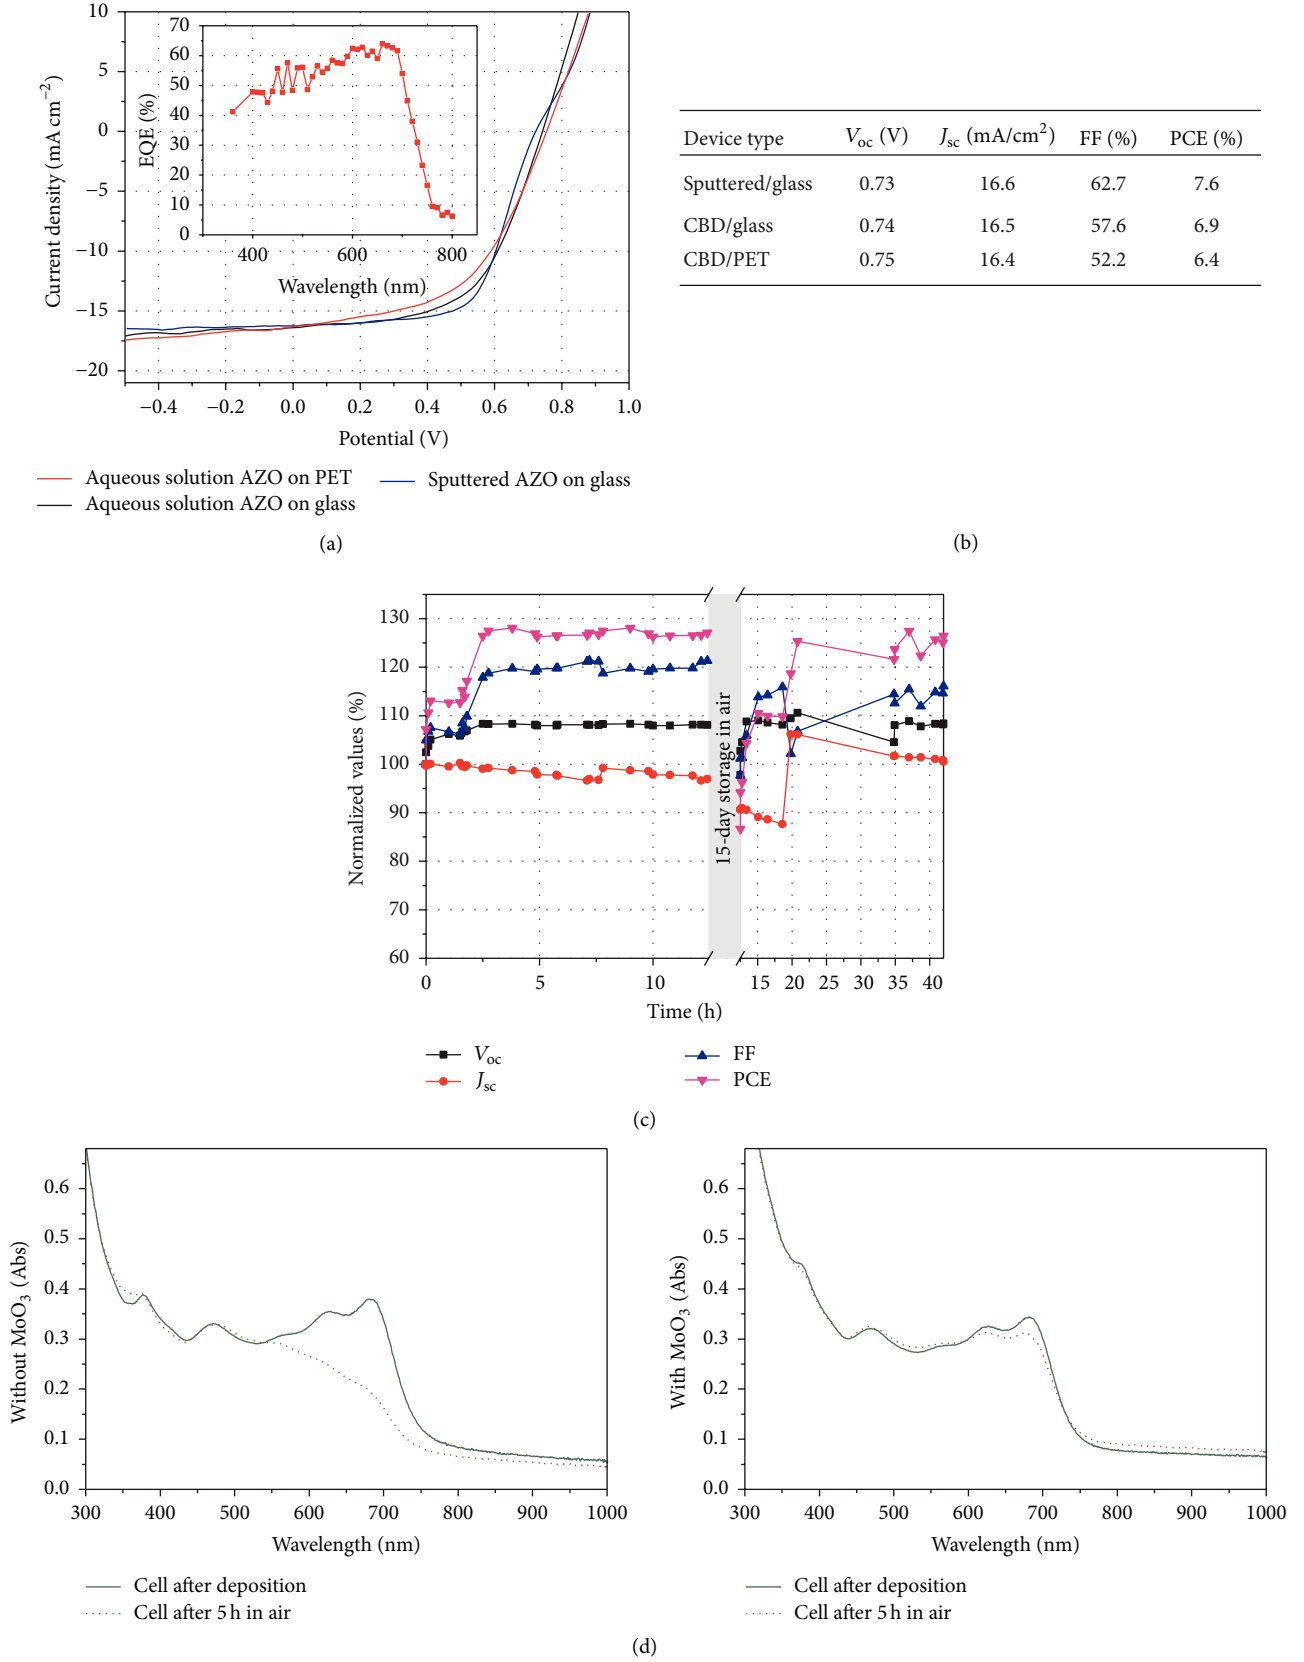 10
5
0
−5
−10
−15
−20
Current density (mA cm−2)
−0.4 −0.2 0.0 0.2 0.4 0.6 0.8 1.0
Potential (V)
70
60
50
40
30
20
10
0
EQE (%)
400 600 800
Wavelength (nm)
Aqueous solution AZO on PET
Aqueous solution AZO on glass
Sputtered AZO on glass
(a)
Device type Voc (V) Jsc (mA/cm2) FF (%) PCE (%)
Sputtered/glass 0.73 16.6 62.7 7.6
CBD/glass 0.74 16.5 57.6 6.9
CBD/PET 0.75 16.4 52.2 6.4
(b)
130
120
110
100
90
80
70
60
Normalized values (%)
15-day storage in air
0 5 10 15 20 25 30 35 40
Time (h)
Voc
Jsc
FF
PCE
(c)
0.6
0.5
0.4
0.3
0.2
0.1
0.0
Without MoO3 (Abs)
300 400 500 600 700 800 900 1000
Wavelength (nm)
Cell after deposition
Cell after 5 h in air
0.6
0.5
0.4
0.3
0.2
0.1
0.0
With MoO3 (Abs)
300 400 500 600 700 800 900 1000
Wavelength (nm)
Cell after deposition
Cell after 5 h in air
(d)